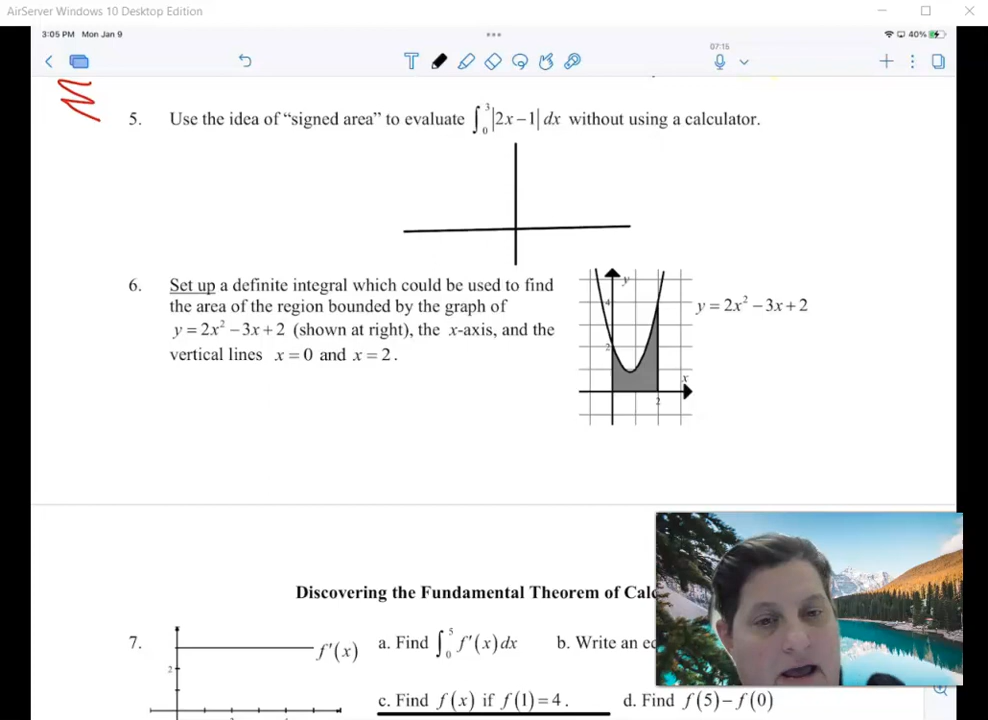 AirServer Windows 10 Desktop Edition
3:05 PM Mon Jan 9
40%
07:15
T
5. Use the idea of “signed area” to evaluate ∫₀³|2x−1| dx without using a calculator.
6. Set up a definite integral which could be used to find
the area of the region bounded by the graph of
y = 2x² − 3x + 2 (shown at right), the x-axis, and the
vertical lines x = 0 and x = 2.
y
4
2
x
2
y = 2x² − 3x + 2
Discovering the Fundamental Theorem of Calc
7.
2
f′(x)
a. Find ∫₀⁵ f′(x)dx b. Write an
c. Find f(x) if f(1) = 4. d. Find f(5) − f(0)